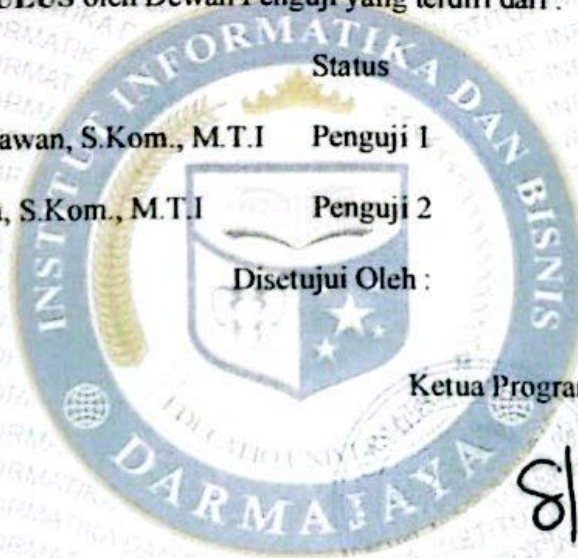 ULUS oleh Dewan Penguji yang terdiri dari :
Status
awan, S.Kom., M.T.I Penguji 1
, S.Kom., M.T.I Penguji 2
Disetujui Oleh :
Ketua Program
INSTITUT INFORMATIKA DAN BISNIS
DARMAJAYA